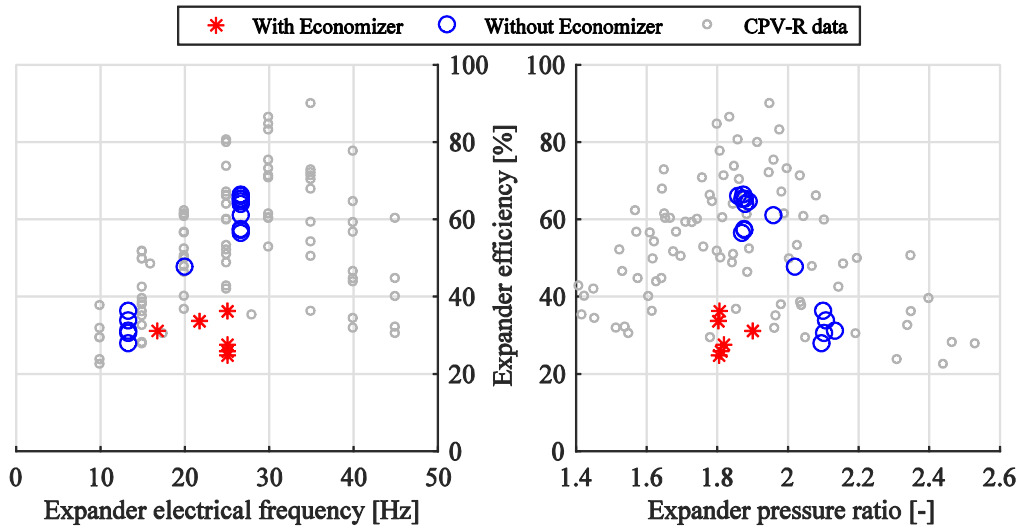 With Economizer Without Economizer CPV-R data
100 100
80 80
60 60
40 40
20 20
0 0
Expander efficiency [%]
0 10 20 30 40 50 1.4 1.6 1.8 2 2.2 2.4 2.6
Expander electrical frequency [Hz] Expander pressure ratio [-]